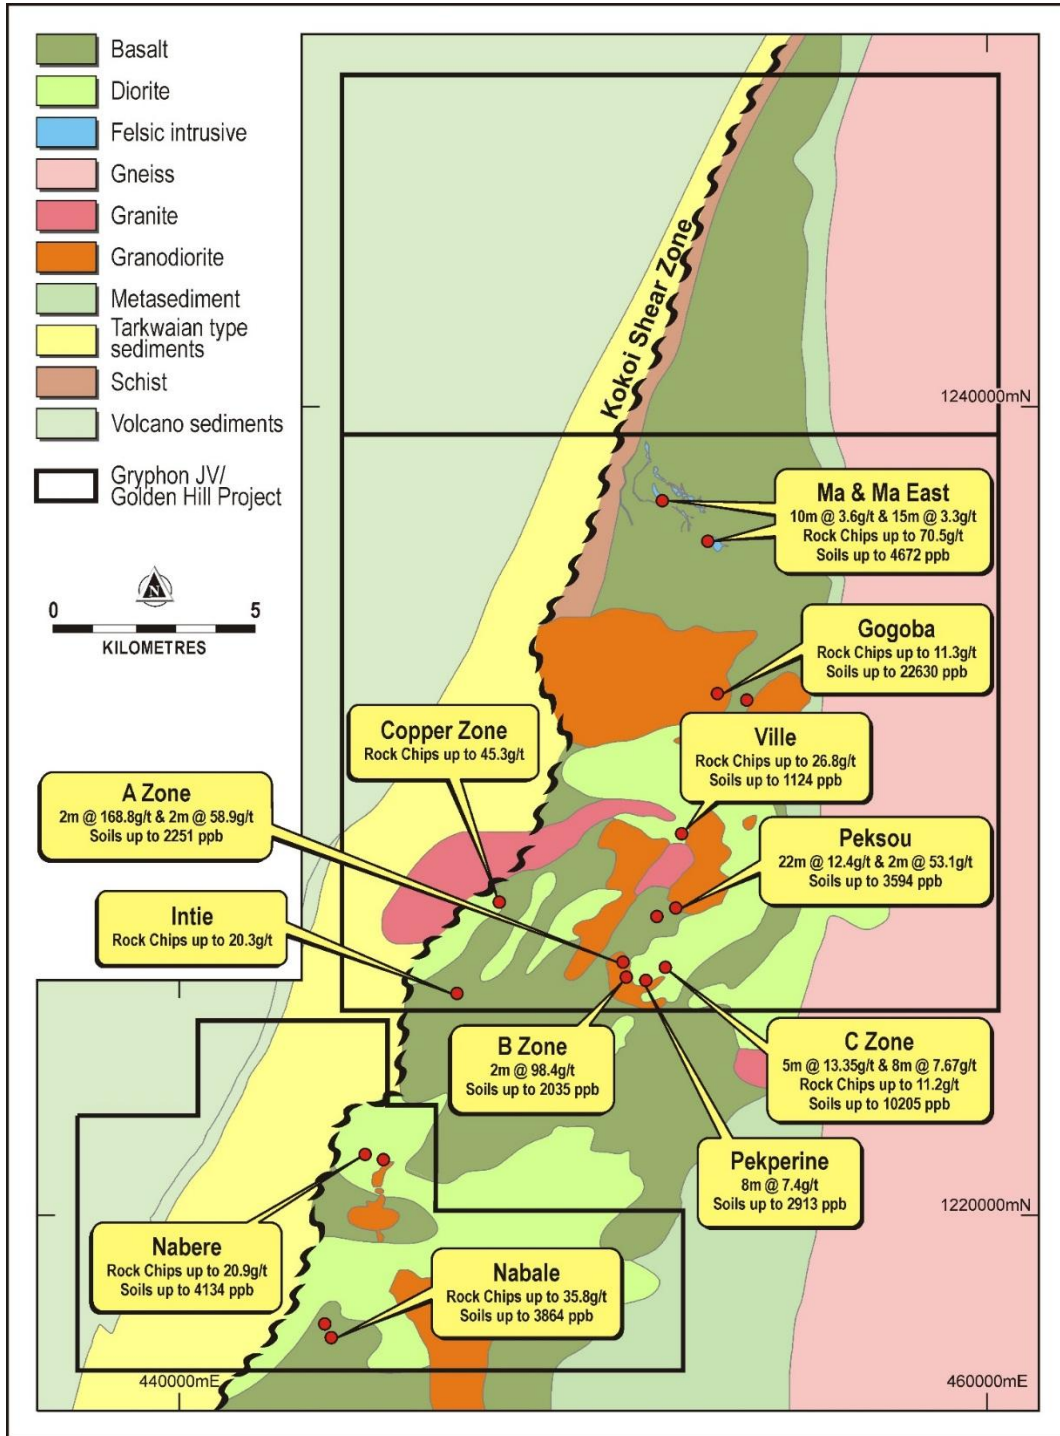 Basalt
Diorite
Felsic intrusive
Gneiss
Granite
Granodiorite
Metasediment
Tarkwaian type
sediments
Schist
Volcano sediments
Gryphon JV/
Golden Hill Project
N
0 5
KILOMETRES
Kokoi Shear Zone
1240000mN
Ma & Ma East
10m @ 3.6g/t & 15m @ 3.3g/t
Rock Chips up to 70.5g/t
Soils up to 4672 ppb
Gogoba
Rock Chips up to 11.3g/t
Soils up to 22630 ppb
Copper Zone
Rock Chips up to 45.3g/t
Ville
Rock Chips up to 26.8g/t
Soils up to 1124 ppb
A Zone
2m @ 168.8g/t & 2m @ 58.9g/t
Soils up to 2251 ppb
Peksou
22m @ 12.4g/t & 2m @ 53.1g/t
Soils up to 3594 ppb
Intie
Rock Chips up to 20.3g/t
B Zone
2m @ 98.4g/t
Soils up to 2035 ppb
C Zone
5m @ 13.35g/t & 8m @ 7.67g/t
Rock Chips up to 11.2g/t
Soils up to 10205 ppb
Pekperine
8m @ 7.4g/t
Soils up to 2913 ppb
1220000mN
Nabere
Rock Chips up to 20.9g/t
Soils up to 4134 ppb
Nabale
Rock Chips up to 35.8g/t
Soils up to 3864 ppb
440000mE
460000mE